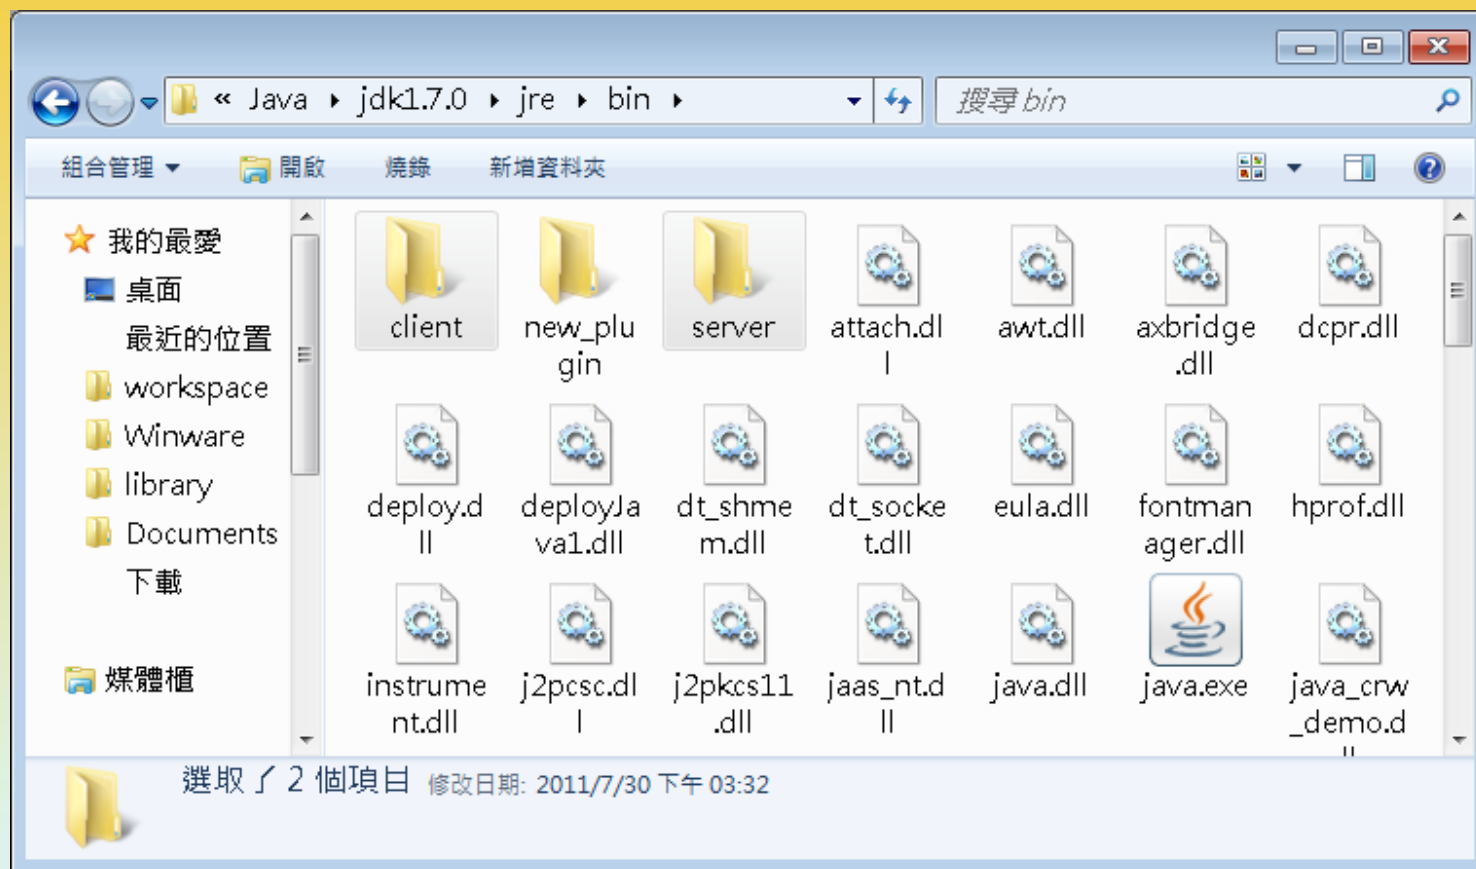 « Java ▸ jdk1.7.0 ▸ jre ▸ bin ▸
搜尋 bin
組合管理 開啟 燒錄 新增資料夾
我的最愛
桌面
最近的位置
workspace
Winware
library
Documents
下載
媒體櫃
client
new_plu
gin
server
attach.dl
l
awt.dll
axbridge
.dll
dcpr.dll
deploy.d
ll
deployJa
va1.dll
dt_shme
m.dll
dt_socke
t.dll
eula.dll
fontman
ager.dll
hprof.dll
instrume
nt.dll
j2pcsc.dl
l
j2pkcs11
.dll
jaas_nt.d
ll
java.dll
java.exe
java_crw
_demo.d
ll
選取了 2 個項目 修改日期: 2011/7/30 下午 03:32